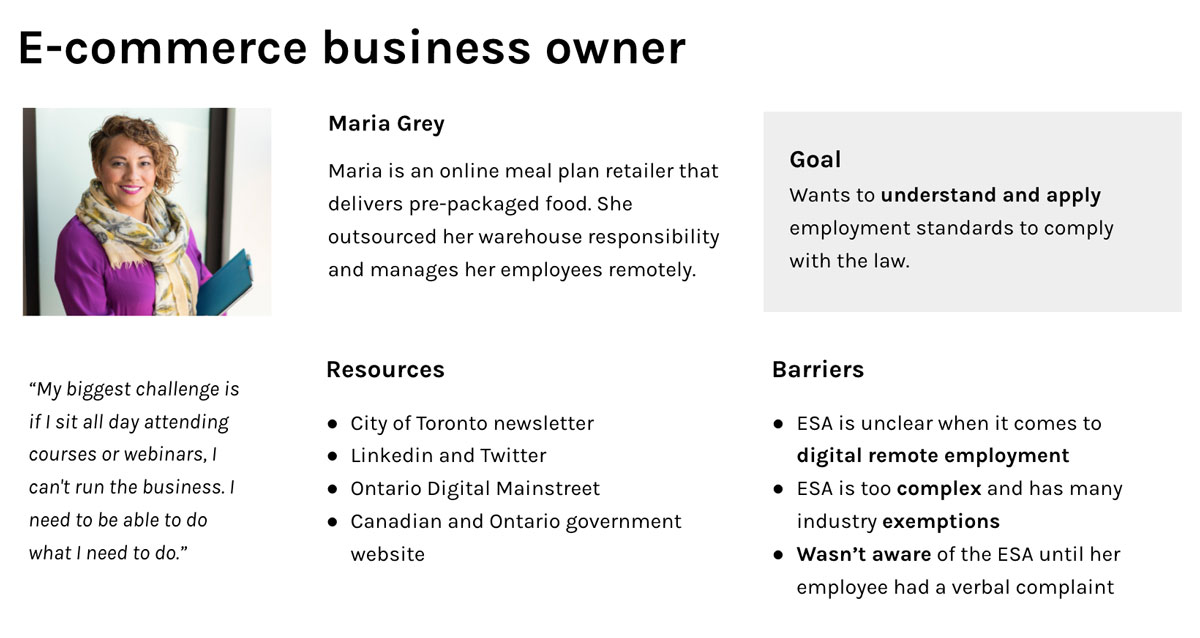 E-commerce business owner
Maria Grey
Maria is an online meal plan retailer that
delivers pre-packaged food. She
outsourced her warehouse responsibility
and manages her employees remotely.
Goal
Wants to understand and apply
employment standards to comply
with the law.
“My biggest challenge is
if I sit all day attending
courses or webinars, I
can't run the business. I
need to be able to do
what I need to do.”
Resources
● City of Toronto newsletter
● Linkedin and Twitter
● Ontario Digital Mainstreet
● Canadian and Ontario government
website
Barriers
● ESA is unclear when it comes to
digital remote employment
● ESA is too complex and has many
industry exemptions
● Wasn’t aware of the ESA until her
employee had a verbal complaint